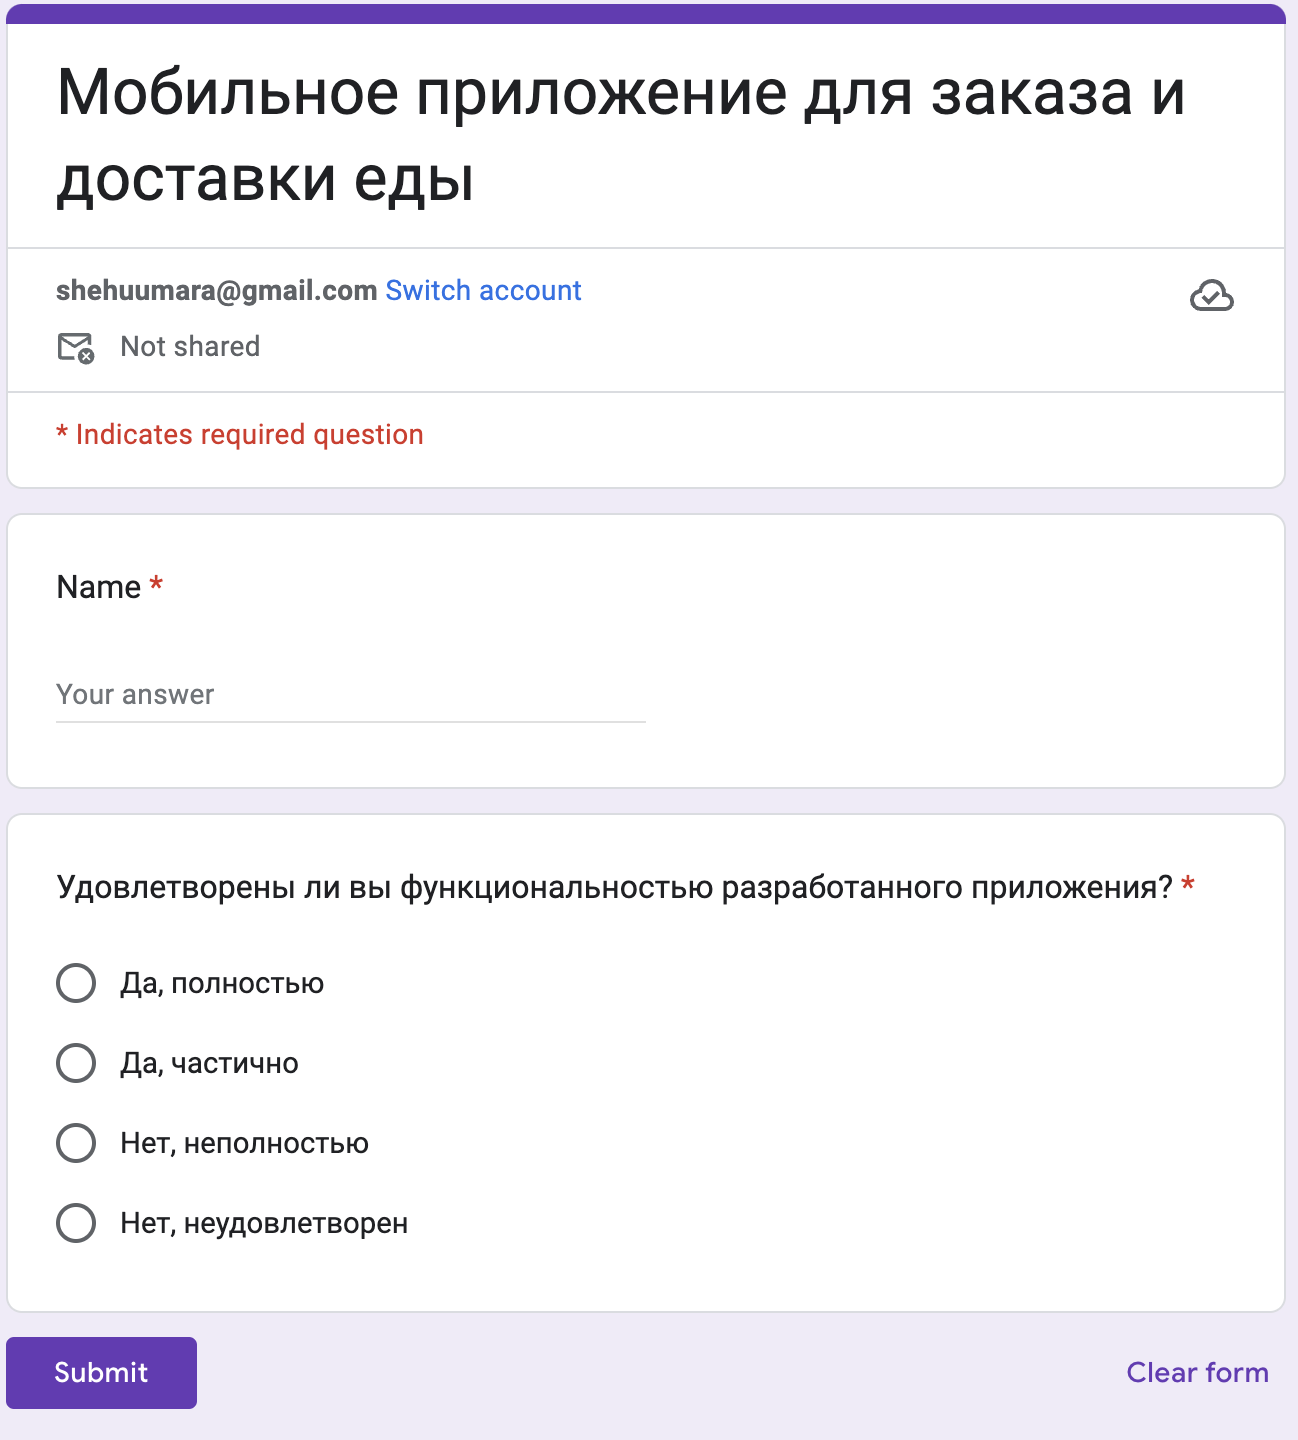 Мобильное приложение для заказа и
доставки еды
shehuumara@gmail.com Switch account
Not shared
* Indicates required question
Name *
Your answer
Удовлетворены ли вы функциональностью разработанного приложения? *
Да, полностью
Да, частично
Нет, неполностью
Нет, неудовлетворен
Submit
Clear form